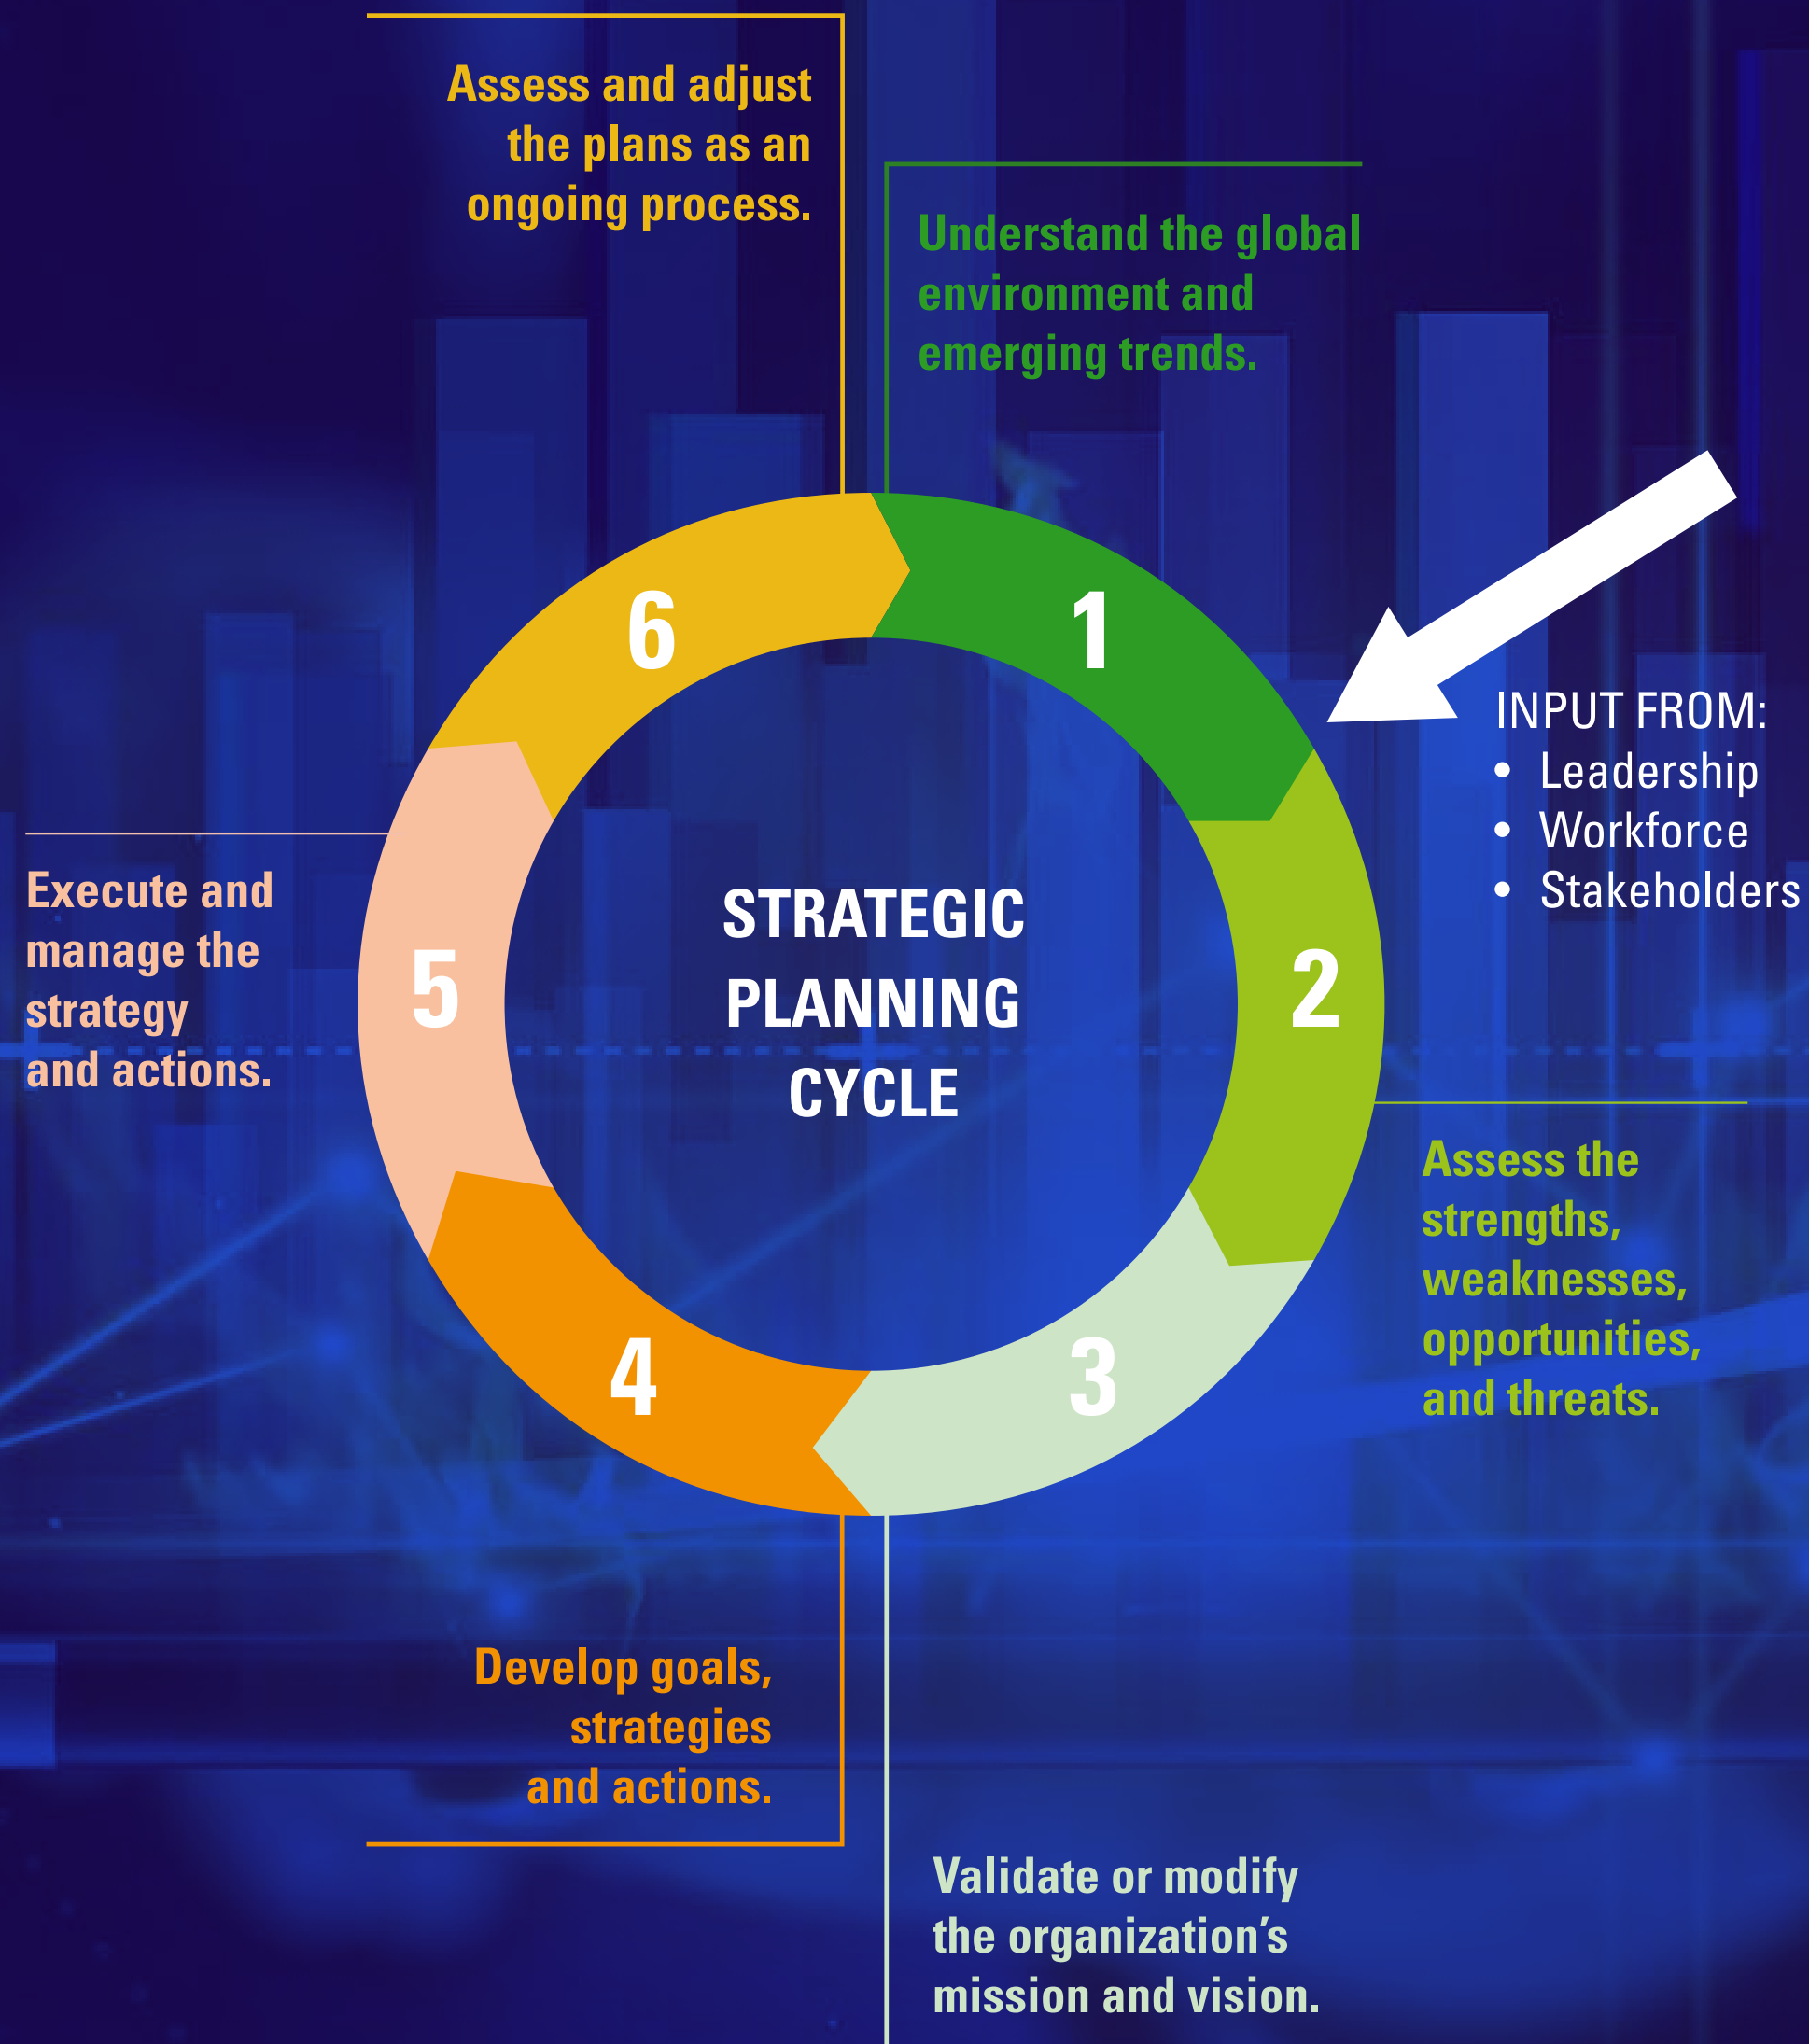 Assess and adjust
the plans as an
ongoing process.
Understand the global
environment and
emerging trends.
6
1
INPUT FROM:
• Leadership
• Workforce
• Stakeholders
Execute and
manage the
strategy
and actions.
5
STRATEGIC
PLANNING
CYCLE
2
Assess the
strengths,
weaknesses,
opportunities,
and threats.
4
3
Develop goals,
strategies
and actions.
Validate or modify
the organization’s
mission and vision.